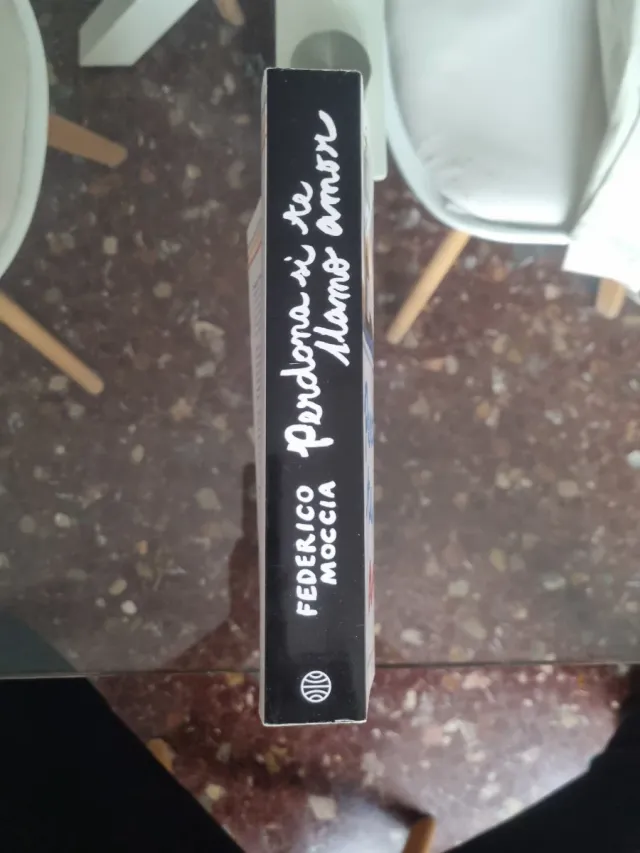 FEDERICO
MOCCIA
Perdona si te
llamo amor